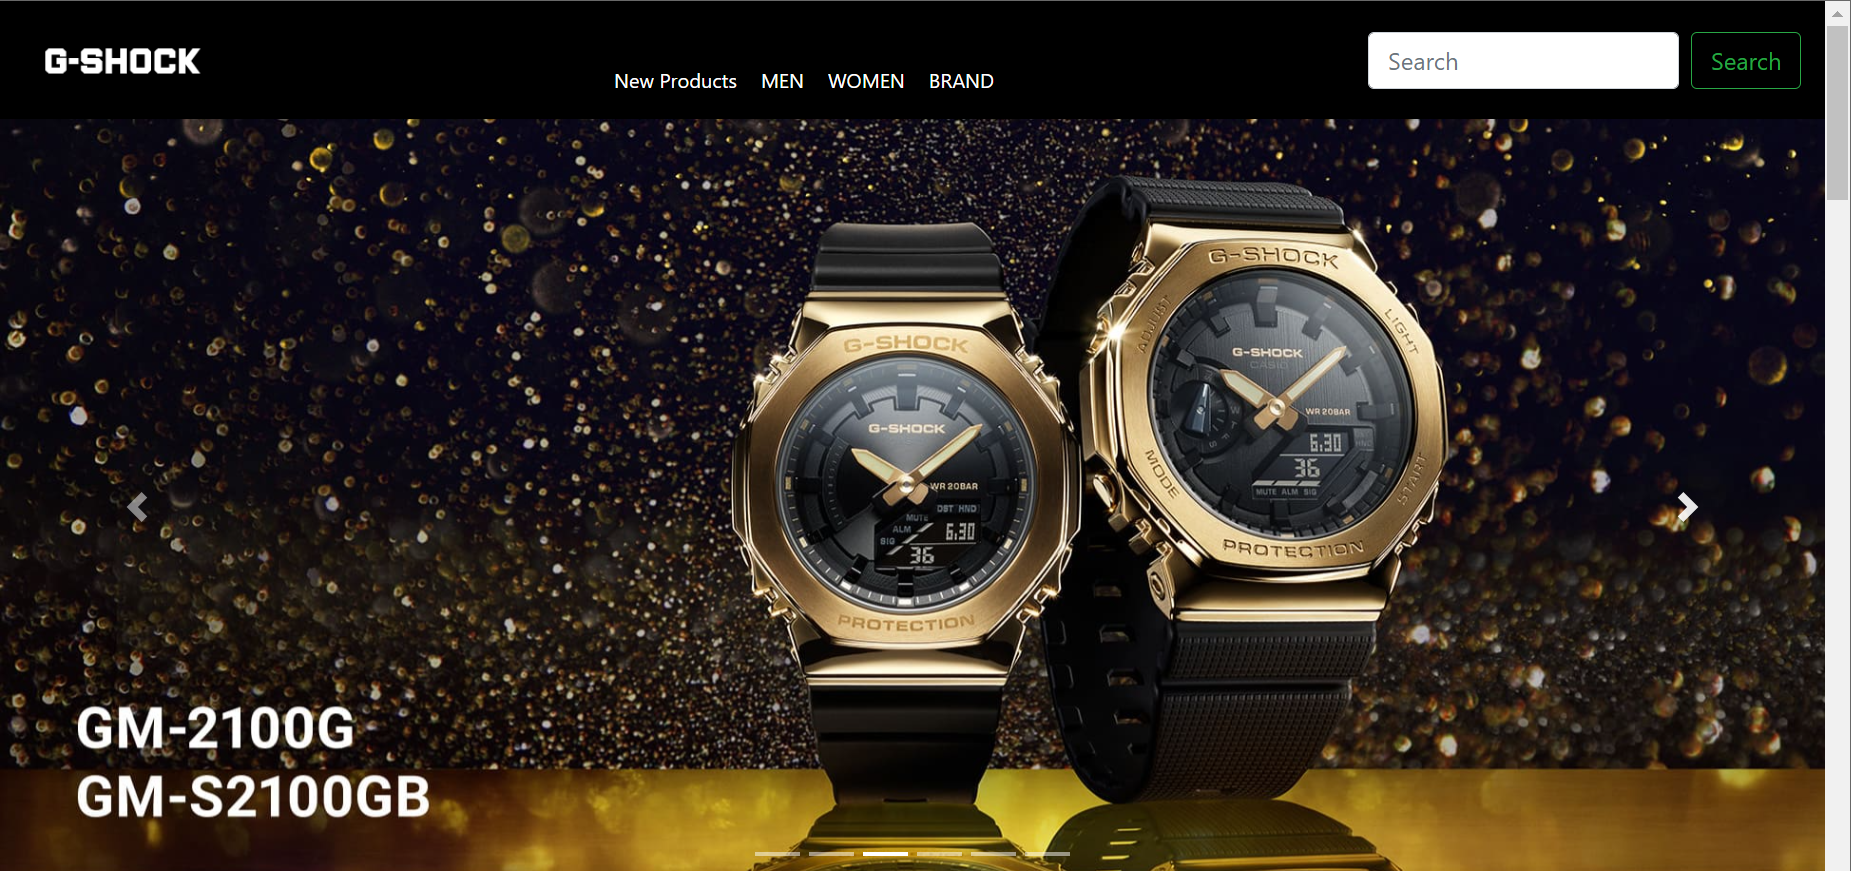 G-SHOCK
New Products MEN WOMEN BRAND
Search
Search
G-SHOCK
G-SHOCK
WR 20BAR
DST HND
MUTE
ALM
SIG
6:30
36
PROTECTION
G-SHOCK
ADJUST
LIGHT
G-SHOCK
CASIO
WR 20BAR
6:30
36
MUTE ALM SIG
MODE
START
PROTECTION
GM-2100G
GM-S2100GB